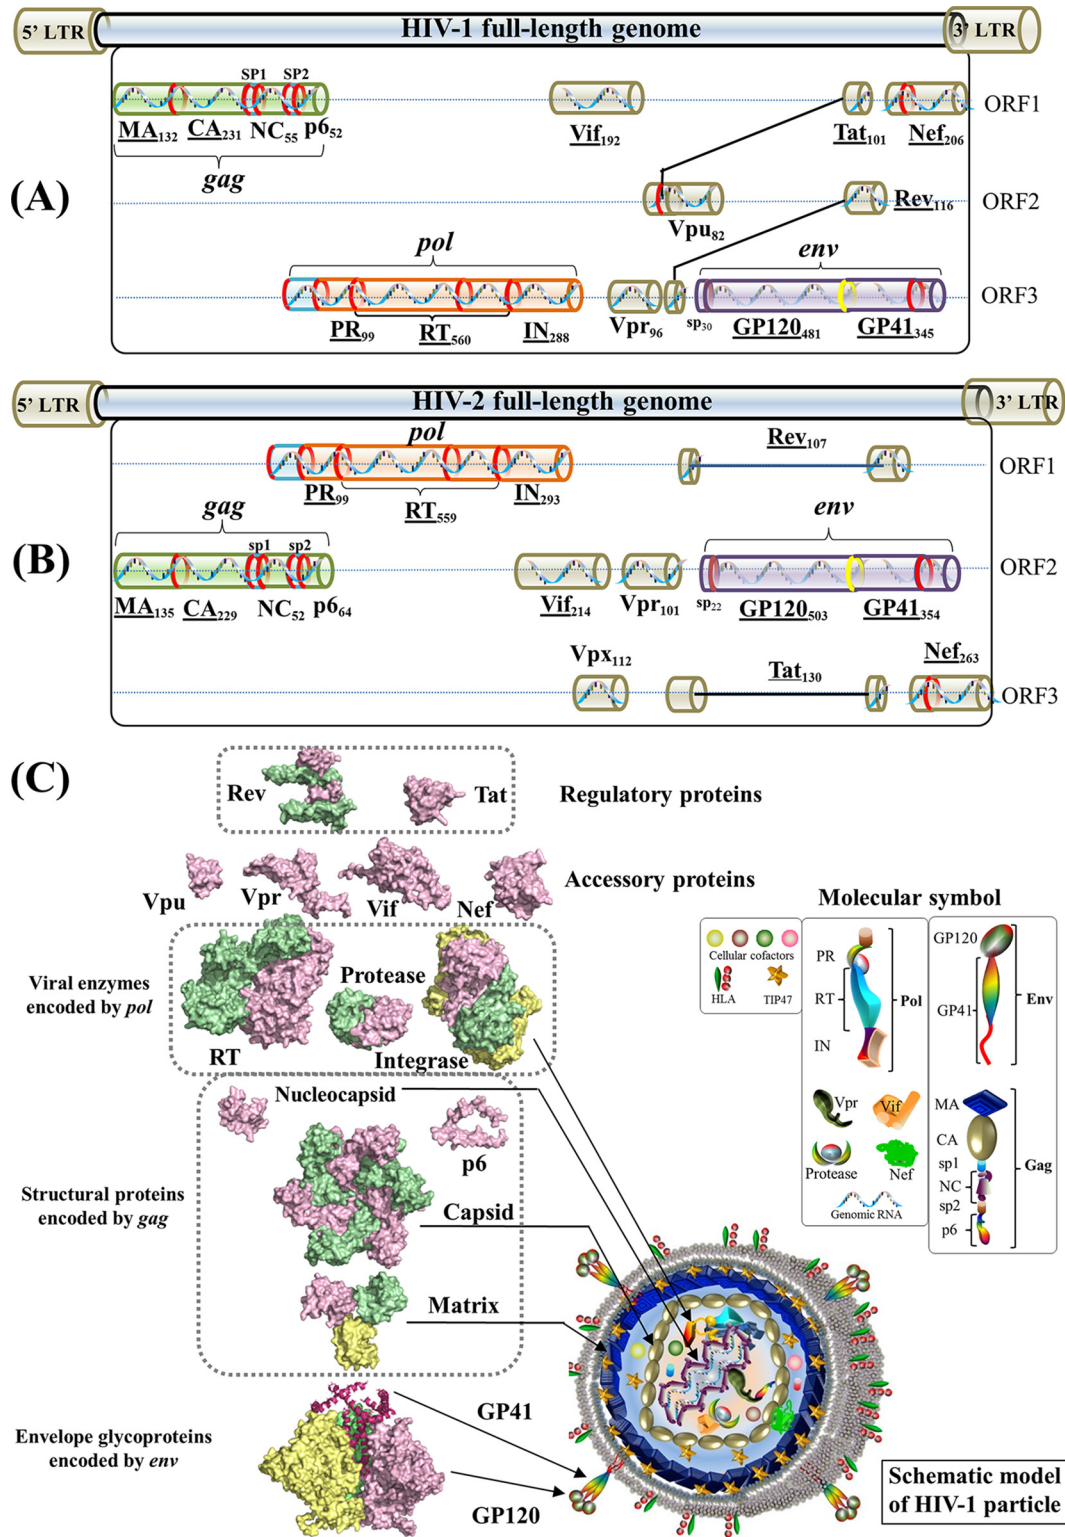 5' LTR
HIV-1 full-length genome
3' LTR
SP1 SP2
MA132 CA231 NC55 p652
gag
Vif192
Tat101
Nef206
ORF1
(A)
Vpu82
Rev116
ORF2
pol
env
PR99
RT560
IN288
Vpr96
sp30
GP120481
GP41345
ORF3
5' LTR
HIV-2 full-length genome
3' LTR
pol
Rev107
ORF1
PR99
RT559
IN293
(B)
gag
sp1 sp2
MA135 CA229 NC52 p664
Vif214
Vpr101
env
sp22
GP120503
GP41354
ORF2
Vpx112
Tat130
Nef263
ORF3
(C)
Rev
Tat
Regulatory proteins
Vpu
Vpr
Vif
Nef
Accessory proteins
Viral enzymes
encoded by pol
RT
Protease
Integrase
Structural proteins
encoded by gag
Nucleocapsid
p6
Capsid
Matrix
Envelope glycoproteins
encoded by env
GP41
GP120
Molecular symbol
Cellular cofactors
HLA
TIP47
PR
RT
IN
Pol
GP120
GP41
Env
Vpr
Vif
Protease
Nef
Genomic RNA
MA
CA
sp1
NC
sp2
p6
Gag
Schematic model
of HIV-1 particle